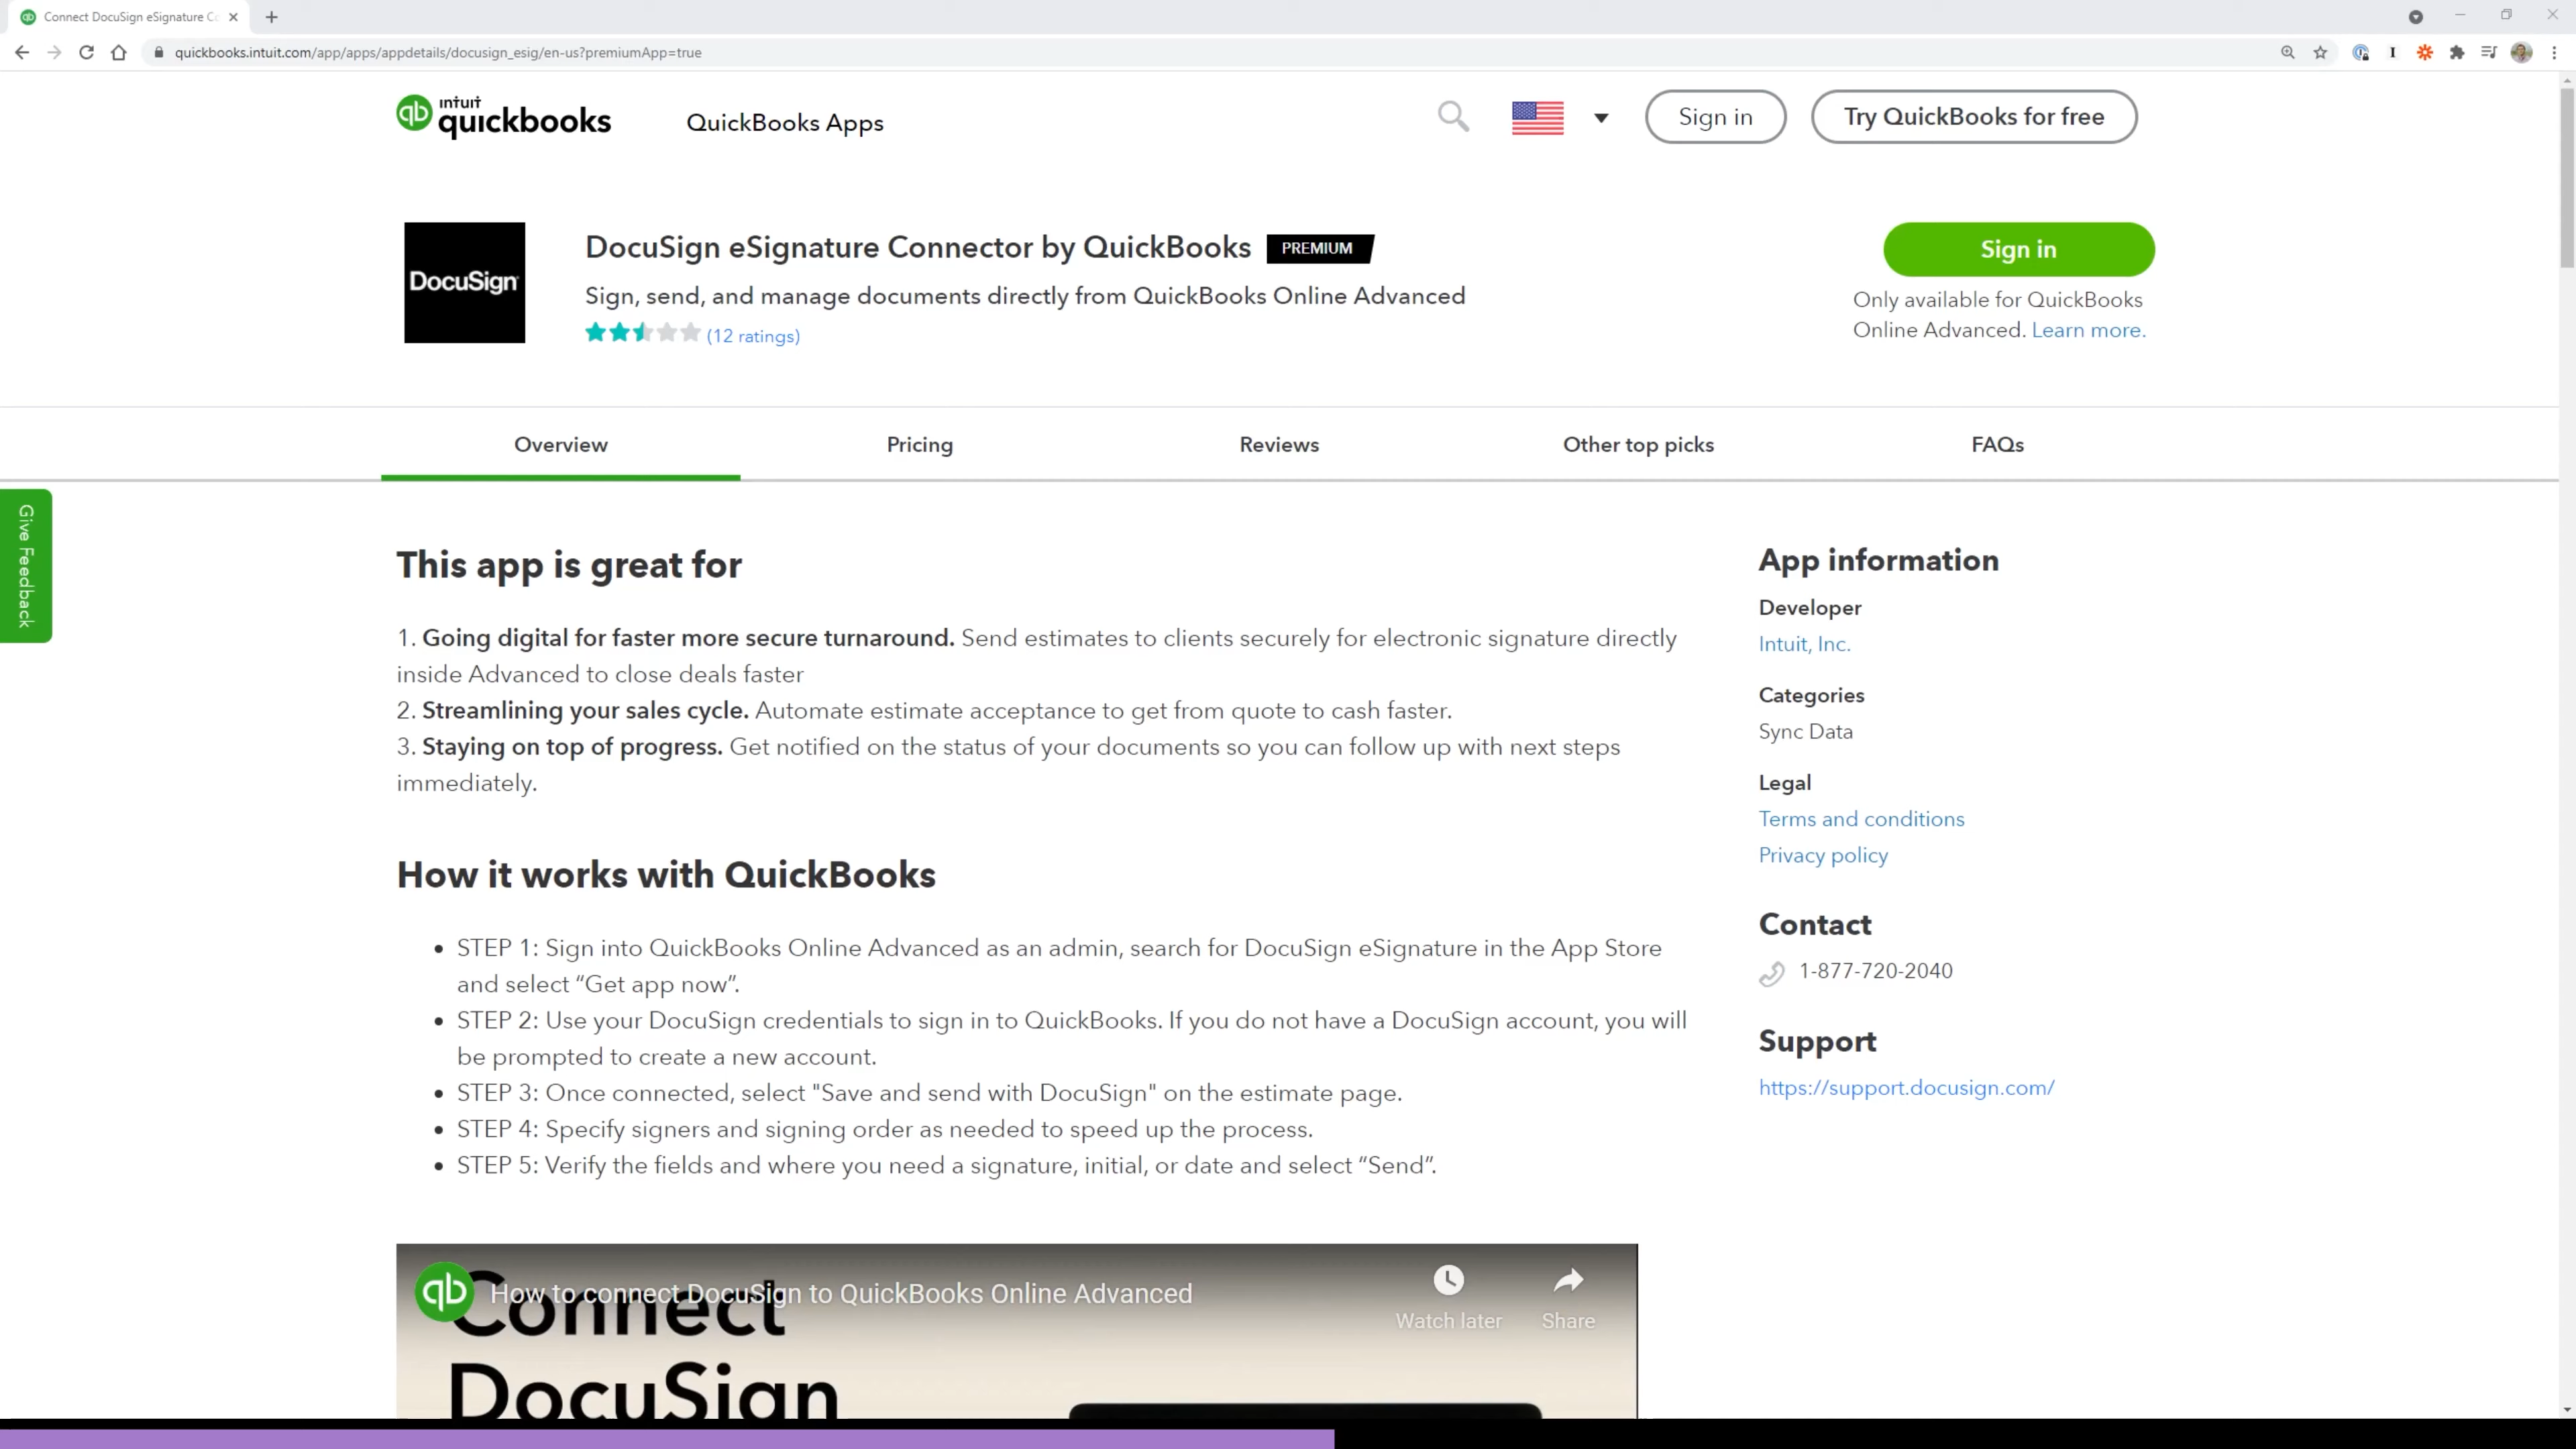 Connect DocuSign eSignature Co
quickbooks.intuit.com/app/apps/appdetails/docusign_esig/en-us?premiumApp=true
qb
intuit
quickbooks
QuickBooks Apps
Sign in
Try QuickBooks for free
DocuSign
DocuSign eSignature Connector by QuickBooks
PREMIUM
Sign, send, and manage documents directly from QuickBooks Online Advanced
(12 ratings)
Sign in
Only available for QuickBooks
Online Advanced. Learn more.
Overview
Pricing
Reviews
Other top picks
FAQs
Give Feedback
This app is great for
1. Going digital for faster more secure turnaround. Send estimates to clients securely for electronic signature directly
inside Advanced to close deals faster
2. Streamlining your sales cycle. Automate estimate acceptance to get from quote to cash faster.
3. Staying on top of progress. Get notified on the status of your documents so you can follow up with next steps
immediately.
How it works with QuickBooks
• STEP 1: Sign into QuickBooks Online Advanced as an admin, search for DocuSign eSignature in the App Store
and select “Get app now”.
• STEP 2: Use your DocuSign credentials to sign in to QuickBooks. If you do not have a DocuSign account, you will
be prompted to create a new account.
• STEP 3: Once connected, select "Save and send with DocuSign" on the estimate page.
• STEP 4: Specify signers and signing order as needed to speed up the process.
• STEP 5: Verify the fields and where you need a signature, initial, or date and select “Send”.
App information
Developer
Intuit, Inc.
Categories
Sync Data
Legal
Terms and conditions
Privacy policy
Contact
1-877-720-2040
Support
https://support.docusign.com/
qb
How to connect DocuSign to QuickBooks Online Advanced
Watch later
Share
Connect
DocuSign